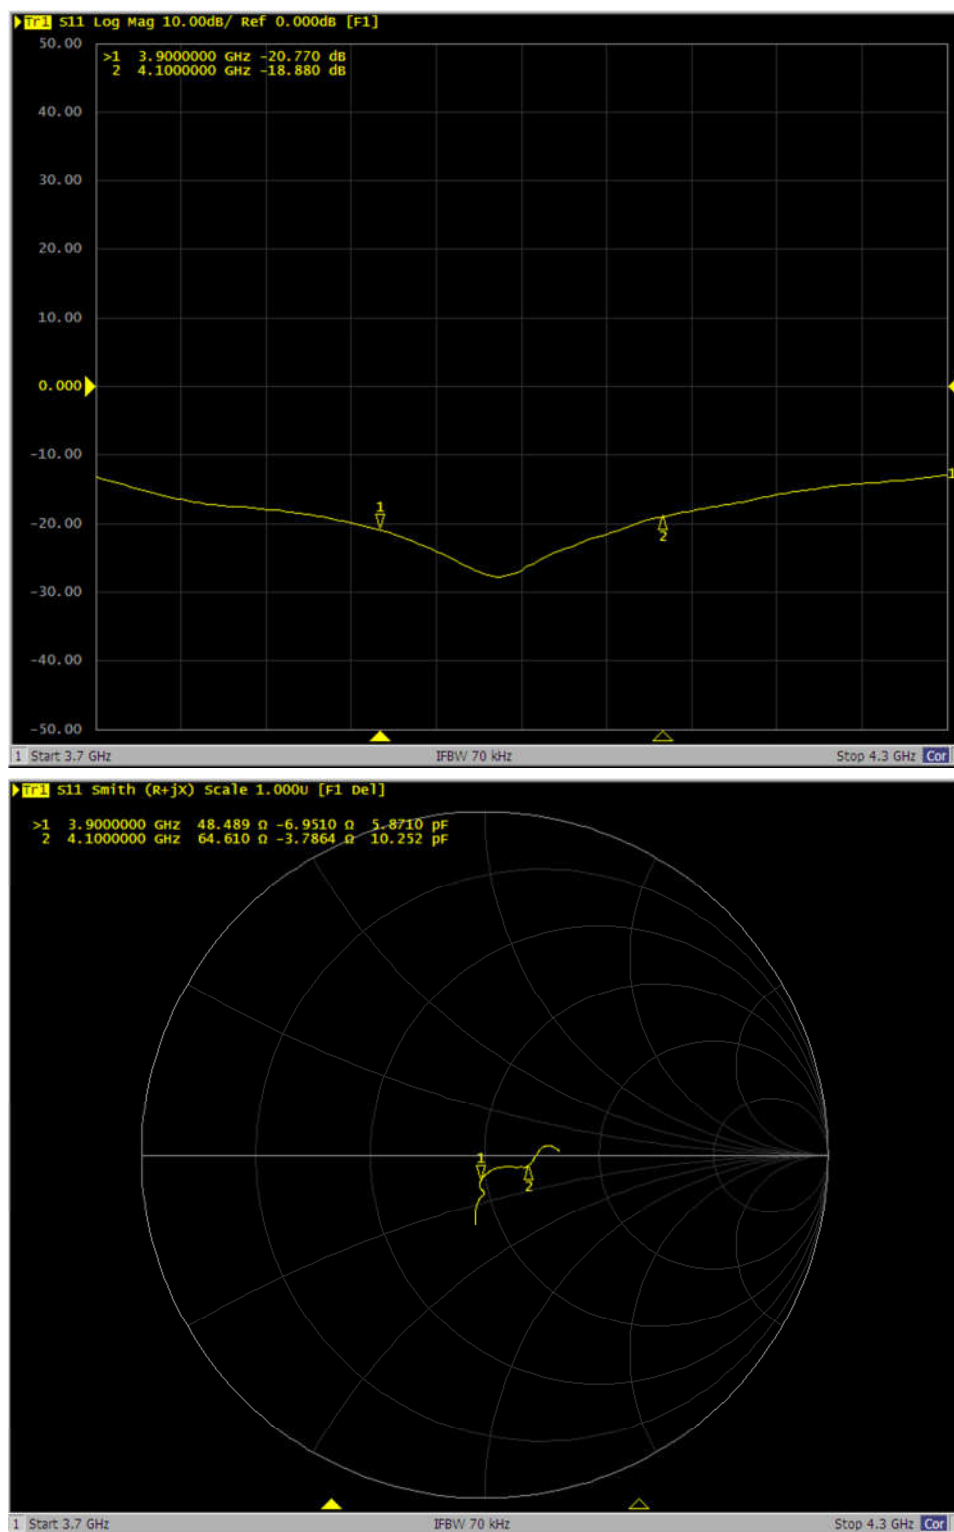 Tr1 S11 Log Mag 10.00dB/ Ref 0.000dB [F1]
50.00
>1 3.9000000 GHz -20.770 dB
2 4.1000000 GHz -18.880 dB
40.00
30.00
20.00
10.00
0.000
-10.00
1
1
-20.00
2
-30.00
-40.00
-50.00
1 Start 3.7 GHz IFBW 70 kHz Stop 4.3 GHz Cor
Tr1 S11 Smith (R+jX) Scale 1.000U [F1 Del]
>1 3.9000000 GHz 48.489 Ω -6.9510 Ω 5.8710 pF
2 4.1000000 GHz 64.610 Ω -3.7864 Ω 10.252 pF
1
2
1 Start 3.7 GHz IFBW 70 kHz Stop 4.3 GHz Cor